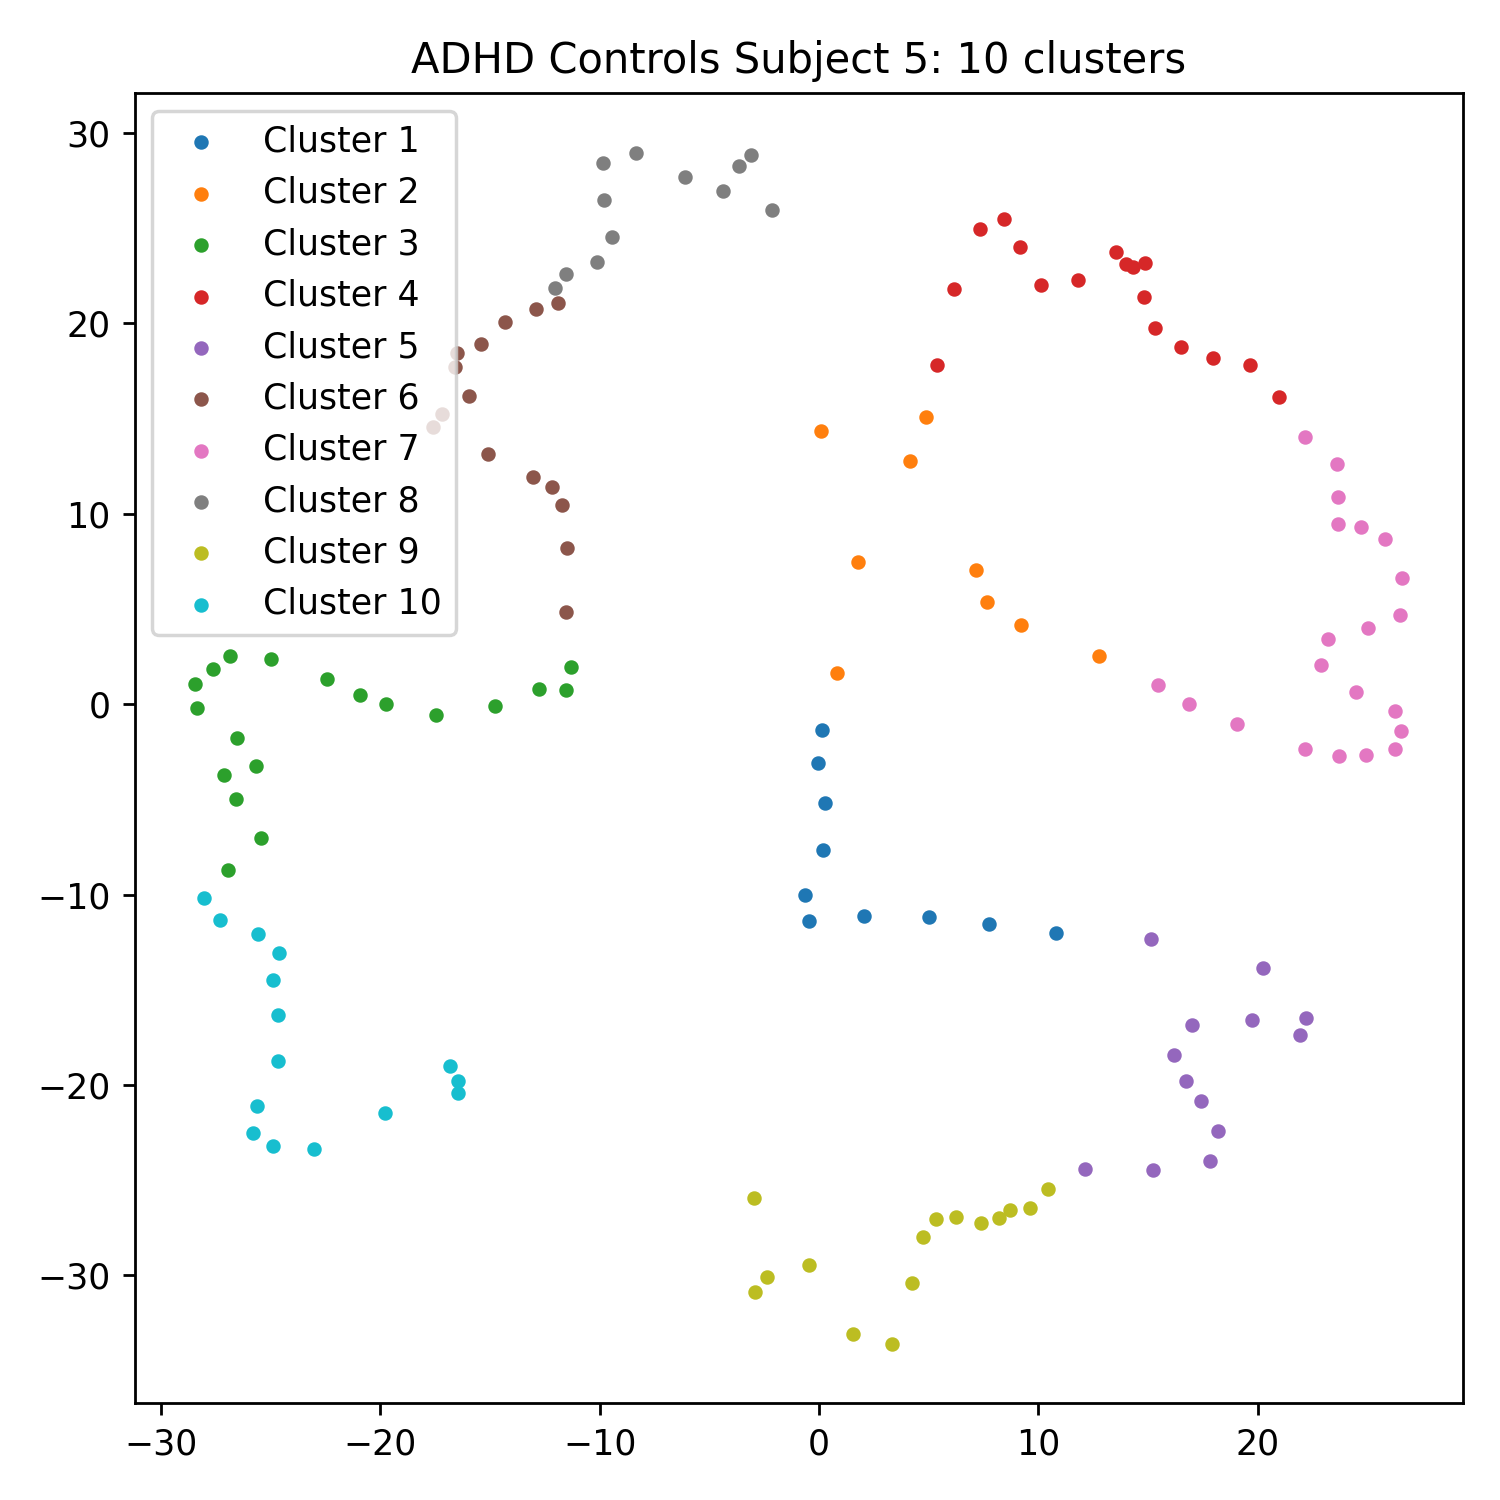 ADHD Controls Subject 5: 10 clusters
30
20
10
0
−10
−20
−30
Cluster 1
Cluster 2
Cluster 3
Cluster 4
Cluster 5
Cluster 6
Cluster 7
Cluster 8
Cluster 9
Cluster 10
−30 −20 −10 0 10 20